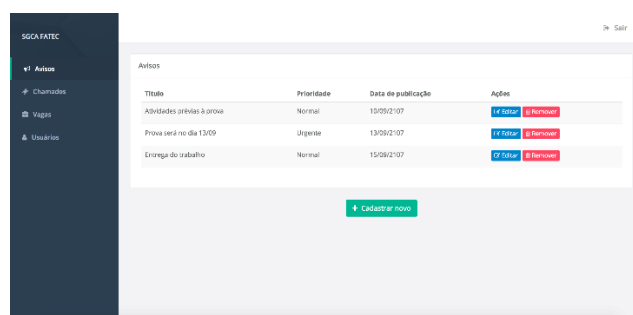 SGCA FATEC
Sair
Avisos
Chamados
Vagas
Usuários
Avisos
Título Prioridade Data de publicação Ações
Atividades prévias à prova Normal 10/09/2107 Editar Remover
Prova será no dia 13/09 Urgente 13/09/2107 Editar Remover
Entrega do trabalho Normal 15/09/2107 Editar Remover
+ Cadastrar novo